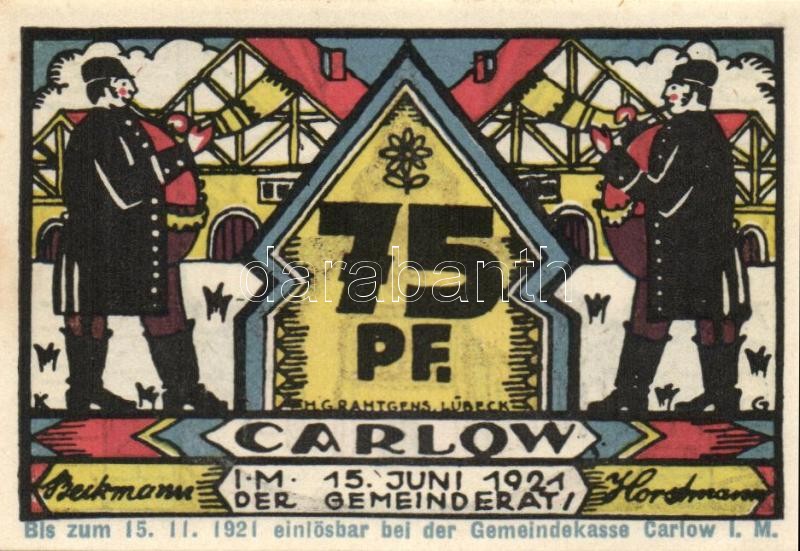 75
PF.
H.G.RAHTGENS, LÜBECK
K G
CARLOW
Beckmann I.M. 15. JUNI 1921 Horstmann
DER GEMEINDERAT/
Bis zum 15. 11. 1921 einlösbar bei der Gemeindekasse Carlow I. M.
darabanth